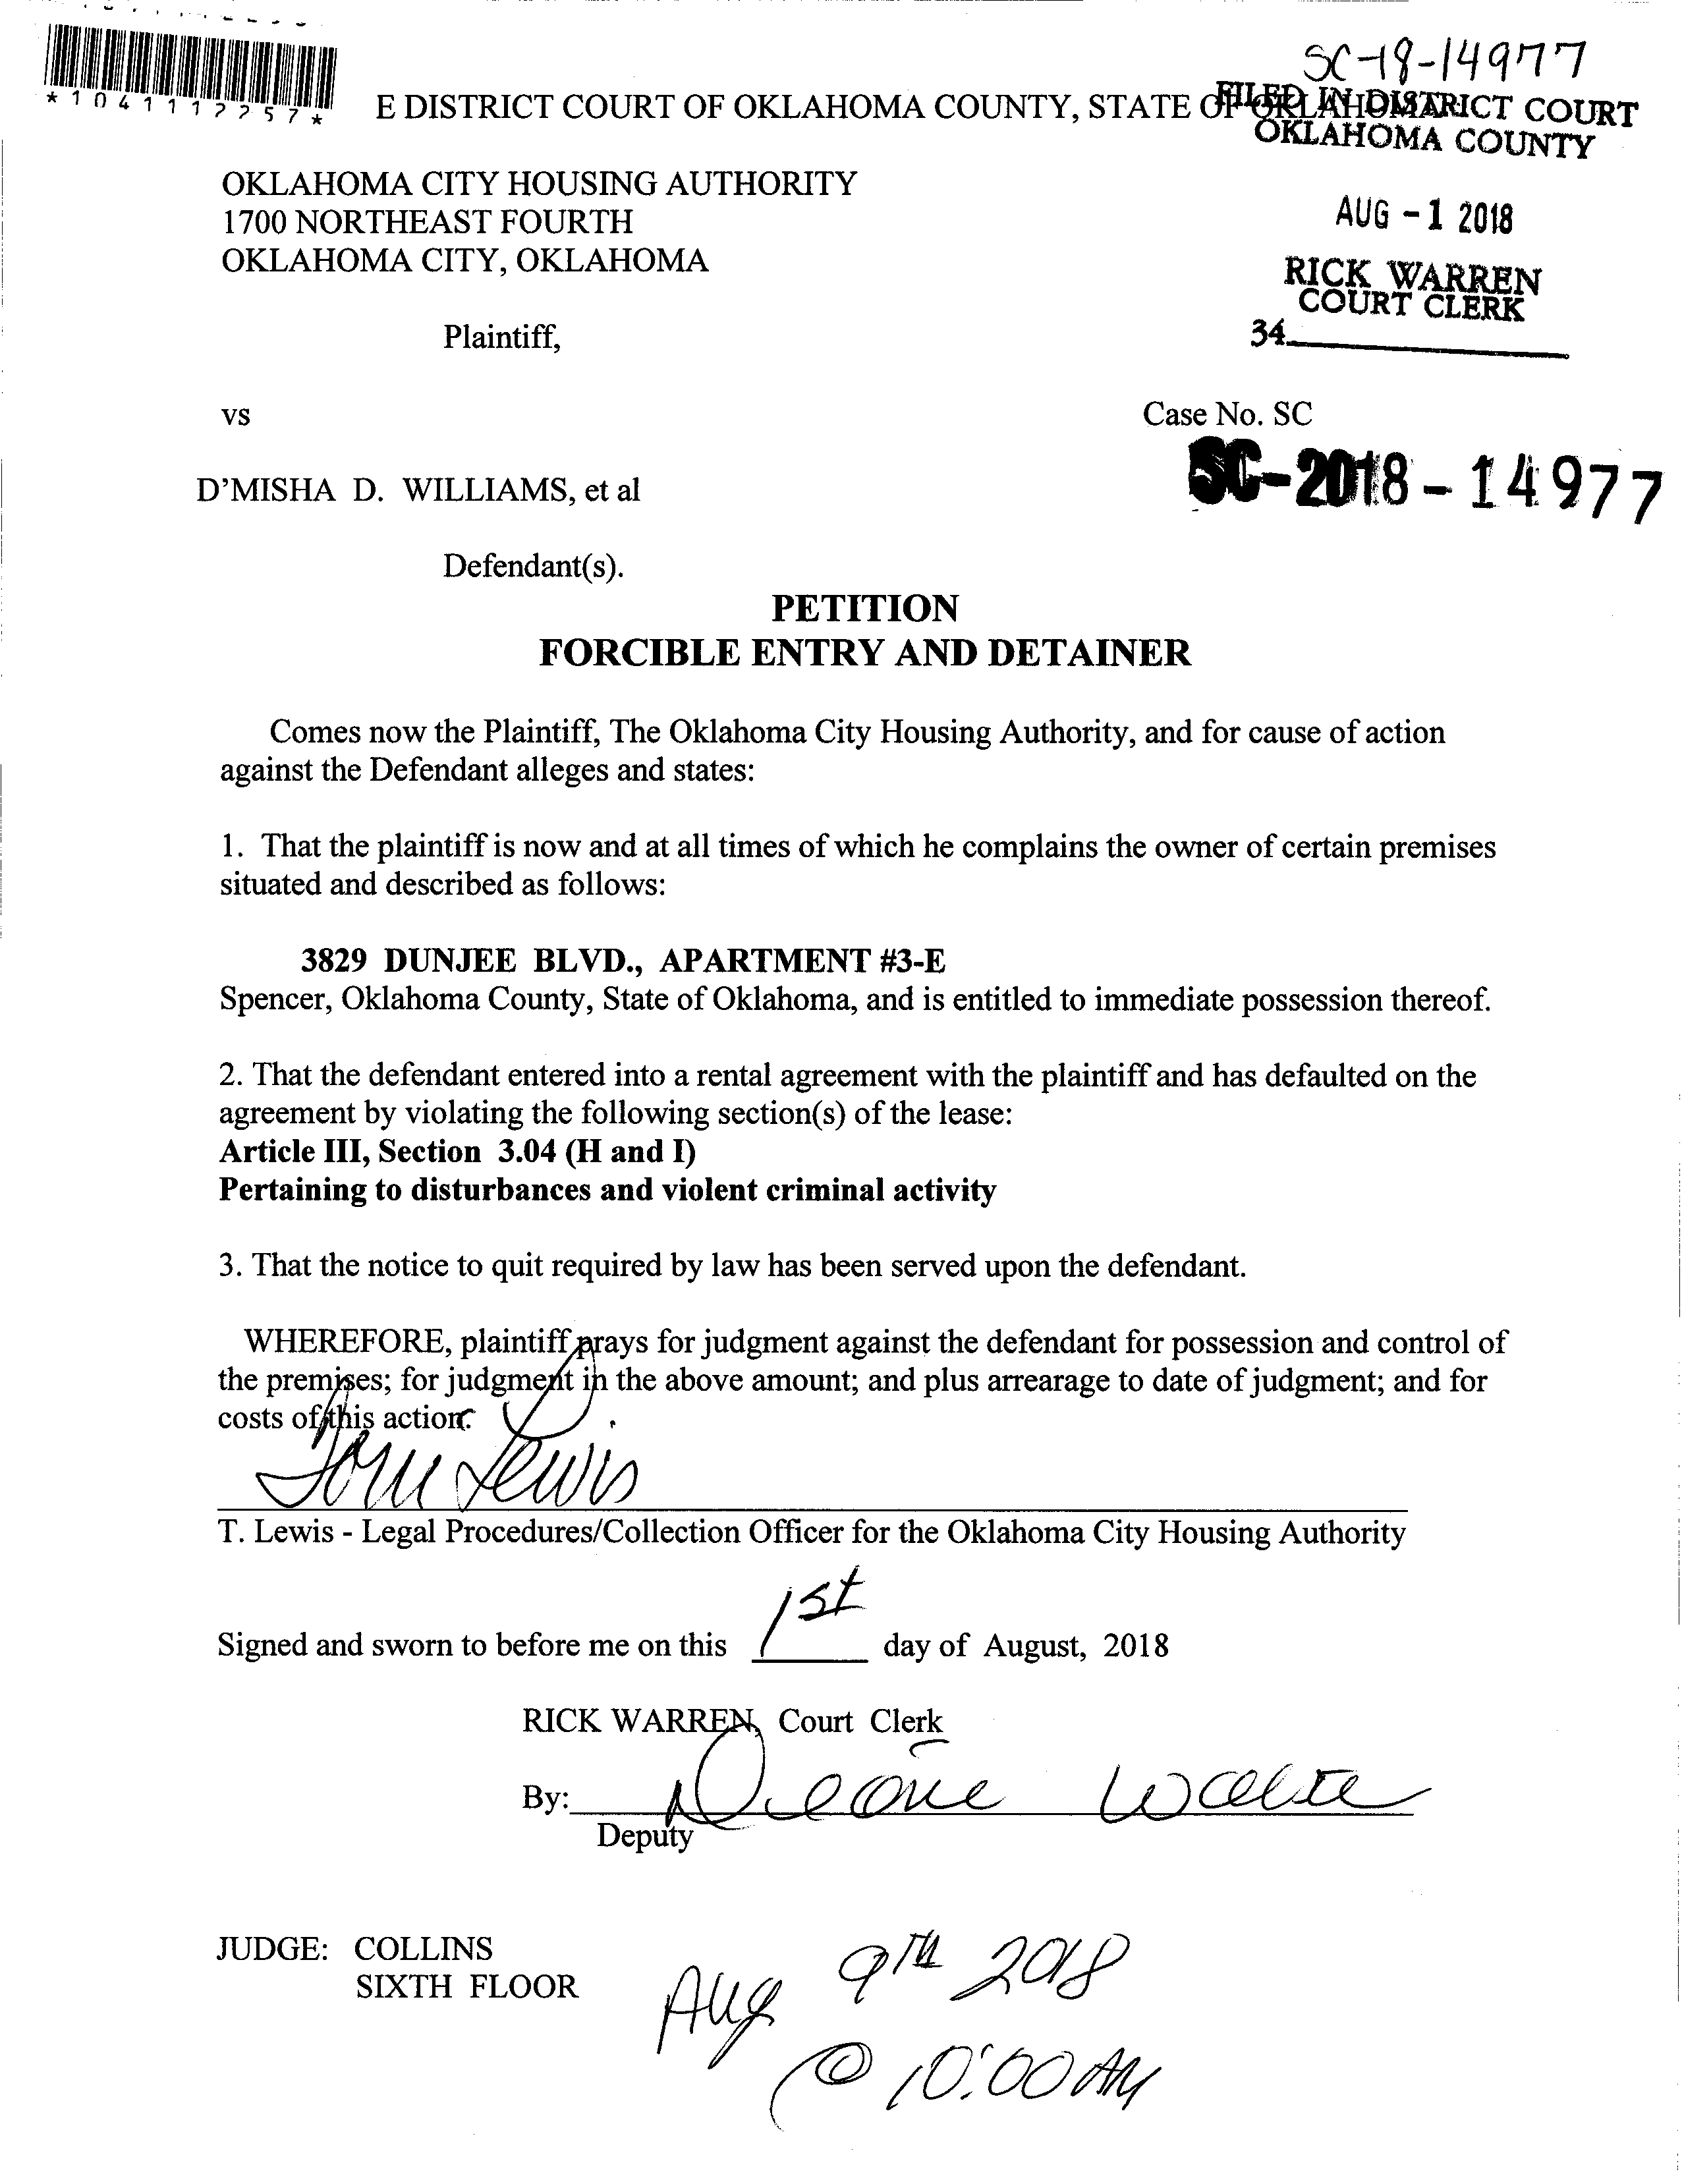 SC-18-14977
*1041112257*
E DISTRICT COURT OF OKLAHOMA COUNTY, STATE OF OKLAHOMA
FILED IN DISTRICT COURT
OKLAHOMA COUNTY
OKLAHOMA CITY HOUSING AUTHORITY
1700 NORTHEAST FOURTH
OKLAHOMA CITY, OKLAHOMA
AUG - 1 2018
RICK WARREN
COURT CLERK
34
Plaintiff,
vs
Case No. SC
SC-2018-14977
D'MISHA D. WILLIAMS, et al
Defendant(s).
PETITION
FORCIBLE ENTRY AND DETAINER
Comes now the Plaintiff, The Oklahoma City Housing Authority, and for cause of action
against the Defendant alleges and states:
1. That the plaintiff is now and at all times of which he complains the owner of certain premises
situated and described as follows:
3829 DUNJEE BLVD., APARTMENT #3-E
Spencer, Oklahoma County, State of Oklahoma, and is entitled to immediate possession thereof.
2. That the defendant entered into a rental agreement with the plaintiff and has defaulted on the
agreement by violating the following section(s) of the lease:
Article III, Section 3.04 (H and I)
Pertaining to disturbances and violent criminal activity
3. That the notice to quit required by law has been served upon the defendant.
WHEREFORE, plaintiff prays for judgment against the defendant for possession and control of
the premises; for judgment in the above amount; and plus arrearage to date of judgment; and for
costs of this action.
Tom Lewis
T. Lewis - Legal Procedures/Collection Officer for the Oklahoma City Housing Authority
Signed and sworn to before me on this 1st day of August, 2018
RICK WARREN, Court Clerk
By:
Deputy
JUDGE: COLLINS
SIXTH FLOOR
Aug 9TH 2018
@ 10:00 AM